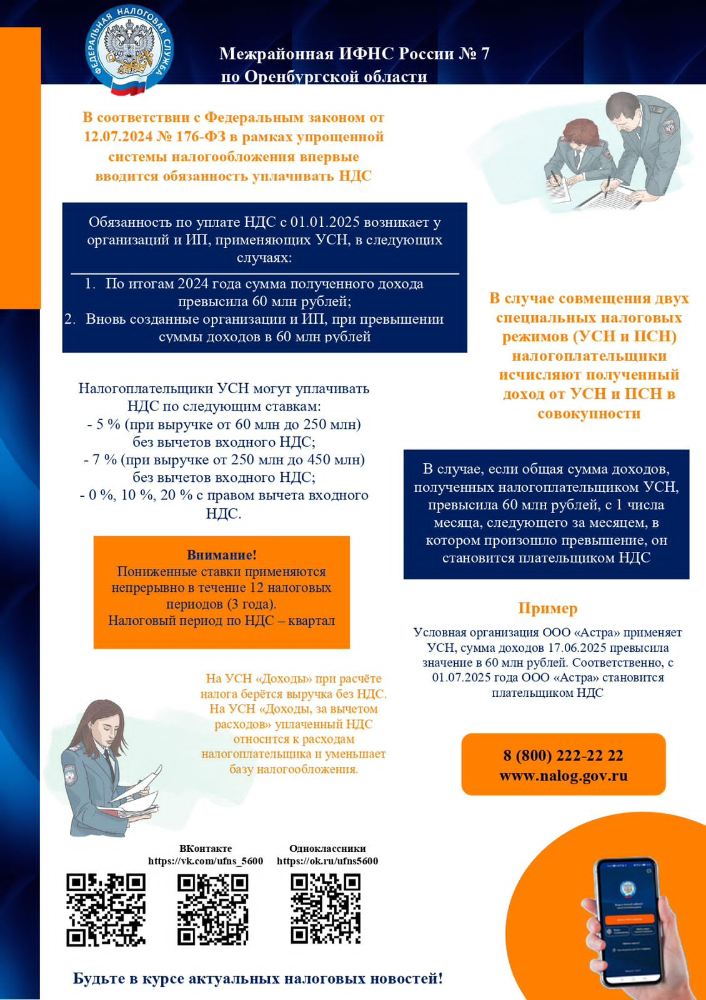 ФЕДЕРАЛЬНАЯ НАЛОГОВАЯ СЛУЖБА
Межрайонная ИФНС России № 7
по Оренбургской области
В соответствии с Федеральным законом от
12.07.2024 № 176-ФЗ в рамках упрощенной
системы налогообложения впервые
вводится обязанность уплачивать НДС
Обязанность по уплате НДС с 01.01.2025 возникает у
организаций и ИП, применяющих УСН, в следующих
случаях:
1. По итогам 2024 года сумма полученного дохода
превысила 60 млн рублей;
2. Вновь созданные организации и ИП, при превышении
суммы доходов в 60 млн рублей
В случае совмещения двух
специальных налоговых
режимов (УСН и ПСН)
налогоплательщики
исчисляют полученный
доход от УСН и ПСН в
совокупности
Налогоплательщики УСН могут уплачивать
НДС по следующим ставкам:
- 5 % (при выручке от 60 млн до 250 млн)
без вычетов входного НДС;
- 7 % (при выручке от 250 млн до 450 млн)
без вычетов входного НДС;
- 0 %, 10 %, 20 % с правом вычета входного
НДС.
В случае, если общая сумма доходов,
полученных налогоплательщиком УСН,
превысила 60 млн рублей, с 1 числа
месяца, следующего за месяцем, в
котором произошло превышение, он
становится плательщиком НДС
Внимание!
Пониженные ставки применяются
непрерывно в течение 12 налоговых
периодов (3 года).
Налоговый период по НДС – квартал
Пример
Условная организация ООО «Астра» применяет
УСН, сумма доходов 17.06.2025 превысила
значение в 60 млн рублей. Соответственно, с
01.07.2025 года ООО «Астра» становится
плательщиком НДС
На УСН «Доходы» при расчёте
налога берётся выручка без НДС.
На УСН «Доходы, за вычетом
расходов» уплаченный НДС
относится к расходам
налогоплательщика и уменьшает
базу налогообложения.
8 (800) 222-22 22
www.nalog.gov.ru
ВКонтакте
https://vk.com/ufns_5600
Одноклассники
https://ok.ru/ufns5600
Будьте в курсе актуальных налоговых новостей!